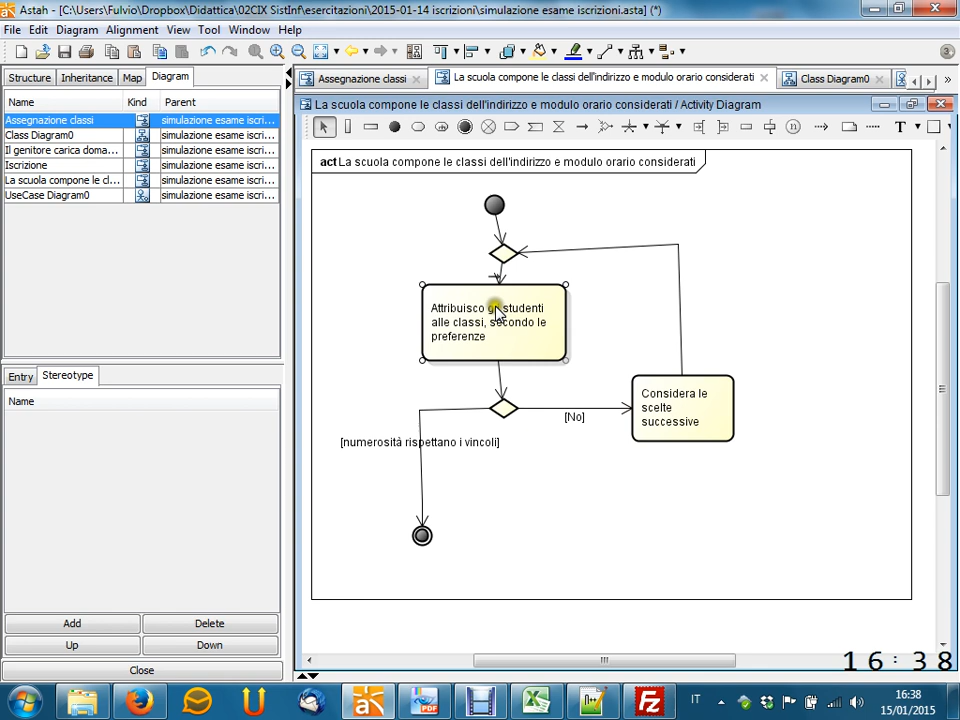 Astah - [C:\Users\Fulvio\Dropbox\Didattica\02CIX SistInf\esercitazioni\2015-01-14 iscrizioni\simulazione esame iscrizioni.asta] (*)
File Edit Diagram Alignment View Tool Window Help
Structure Inheritance Map Diagram
Assegnazione classi
La scuola compone le classi dell'indirizzo e modulo orario considerati
Class Diagram0
Name Kind Parent
Assegnazione classi simulazione esame iscri...
Class Diagram0 simulazione esame iscri...
Il genitore carica doma... simulazione esame iscri...
Iscrizione simulazione esame iscri...
La scuola compone le cl... simulazione esame iscri...
UseCase Diagram0 simulazione esame iscri...
La scuola compone le classi dell'indirizzo e modulo orario considerati / Activity Diagram
T
act La scuola compone le classi dell'indirizzo e modulo orario considerati
Attribuisco studenti
alle classi, secondo le
preferenze
Considera le
scelte
successive
[No]
[numerosità rispettano i vincoli]
Entry Stereotype
Name
Add Delete
Up Down
Close
16:38
IT
16:38
15/01/2015